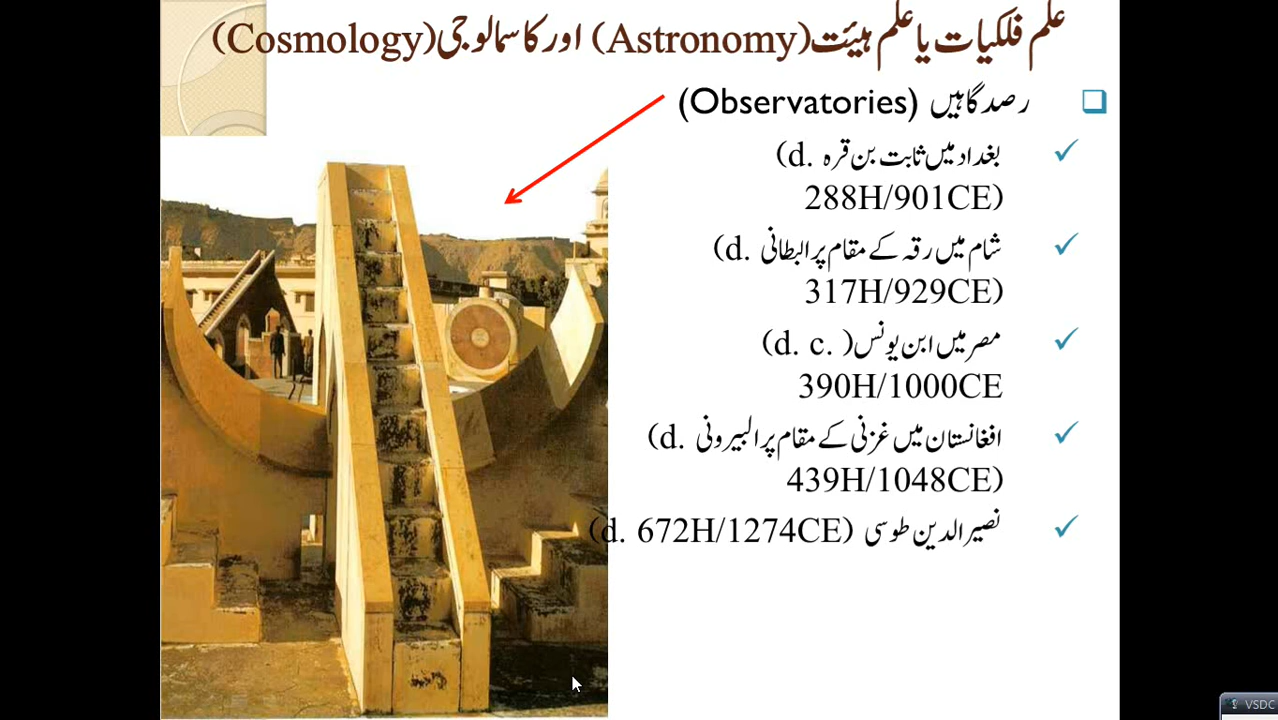 علم فلکیات یا علم ہیئت (Astronomy) اور کاسمالوجی (Cosmology)
رصد گاہیں (Observatories)
بغداد میں ثابت بن قرہ (d.
288H/901CE)
شام میں رقہ کے مقام پر البطانی (d.
317H/929CE)
مصر میں ابن یونس (d. c.
390H/1000CE
افغانستان میں غزنی کے مقام پر البیرونی (d.
439H/1048CE)
نصیر الدین طوسی (d. 672H/1274CE)
VSDC